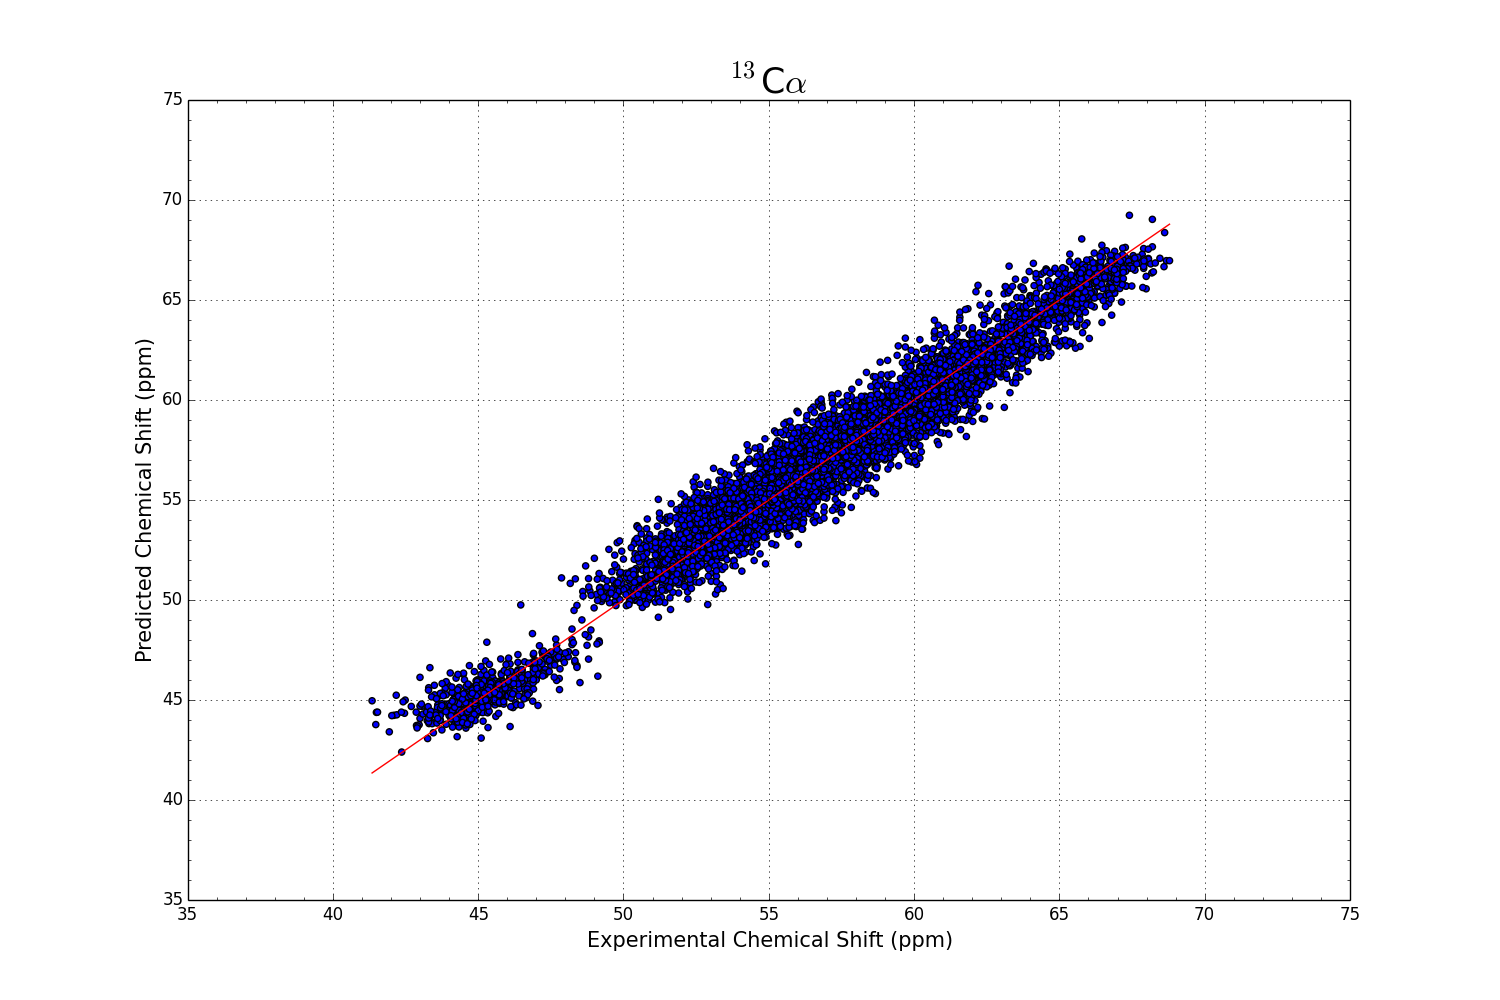 ¹³Cα
75
70
65
60
55
50
45
40
35
Predicted Chemical Shift (ppm)
35 40 45 50 55 60 65 70 75
Experimental Chemical Shift (ppm)